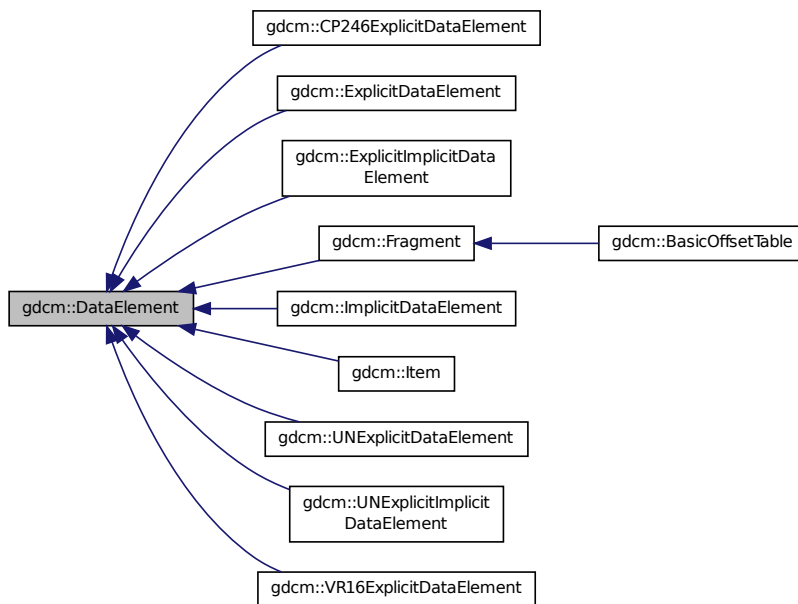 gdcm::CP246ExplicitDataElement
gdcm::ExplicitDataElement
gdcm::ExplicitImplicitData
Element
gdcm::Fragment
gdcm::BasicOffsetTable
gdcm::DataElement
gdcm::ImplicitDataElement
gdcm::Item
gdcm::UNExplicitDataElement
gdcm::UNExplicitImplicit
DataElement
gdcm::VR16ExplicitDataElement